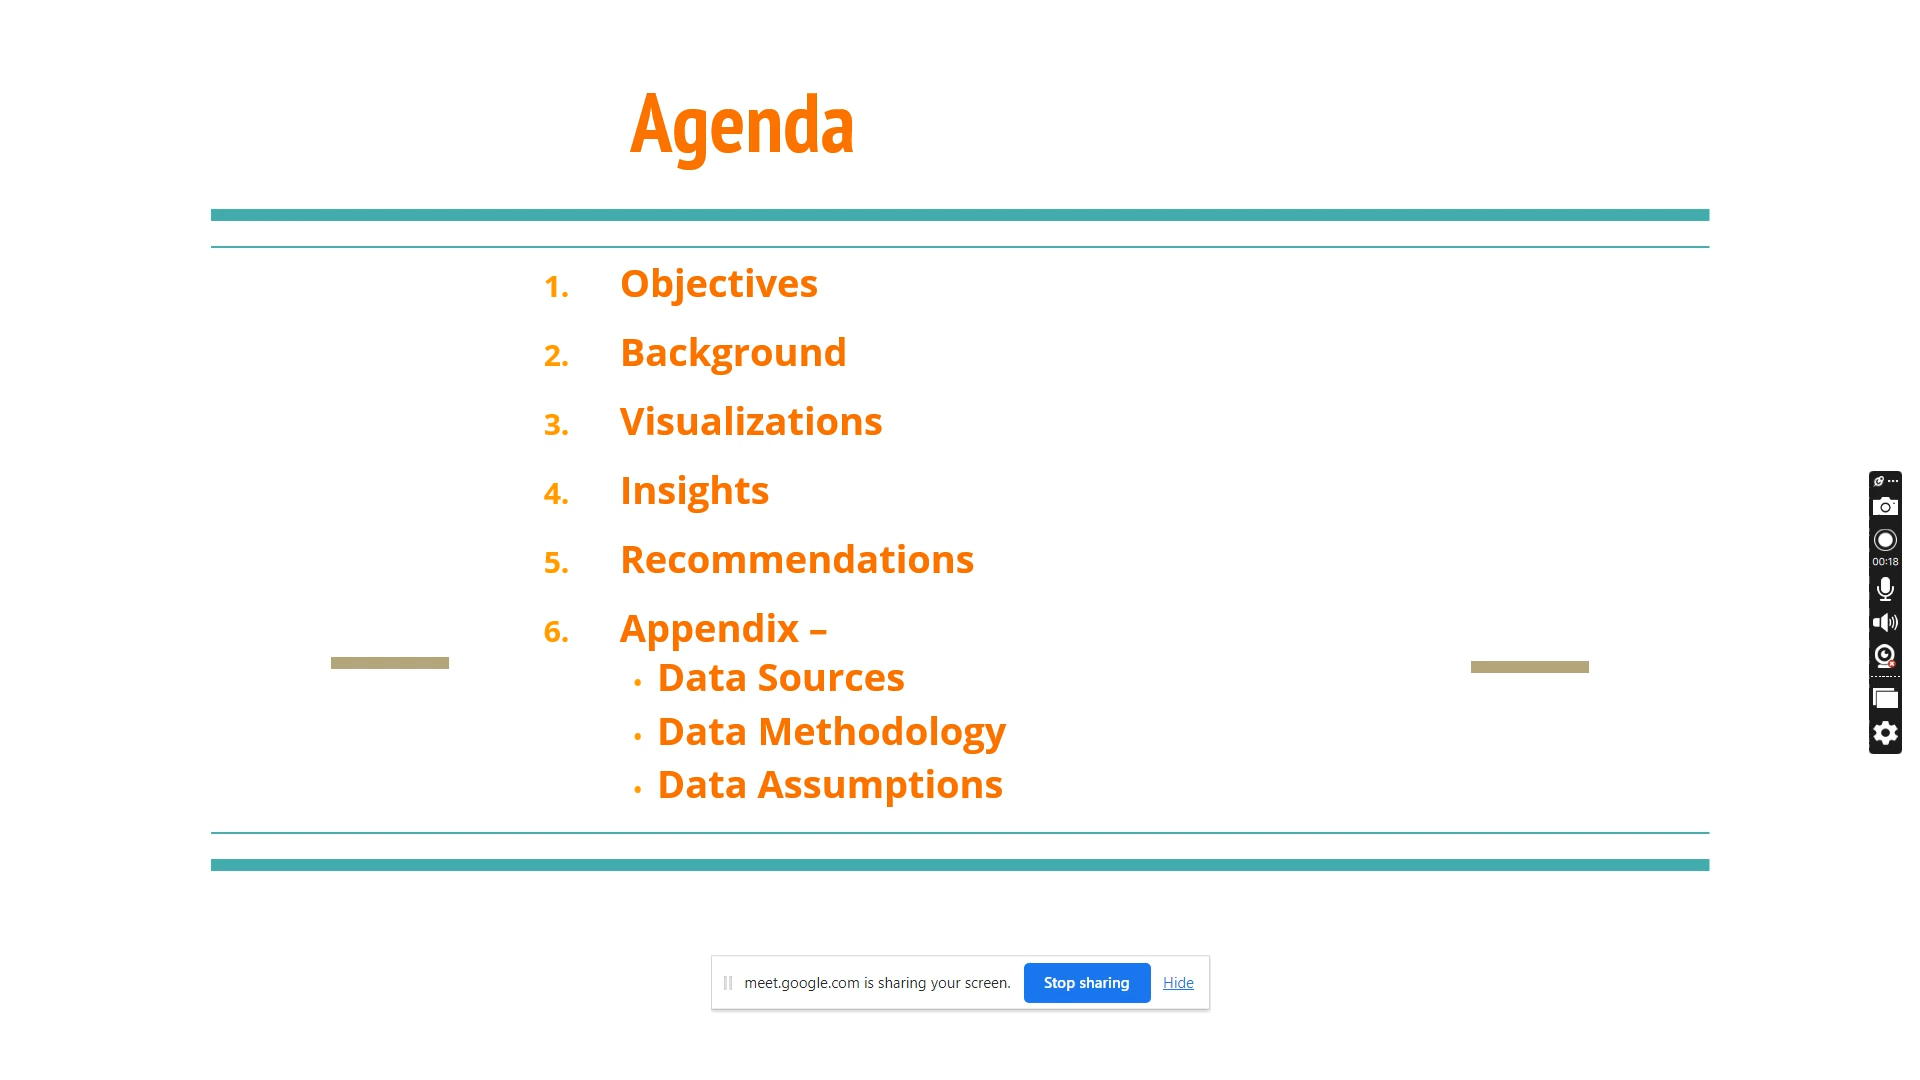 Agenda
1. Objectives
2. Background
3. Visualizations
4. Insights
5. Recommendations
6. Appendix –
• Data Sources
• Data Methodology
• Data Assumptions
00:18
meet.google.com is sharing your screen. Stop sharing Hide